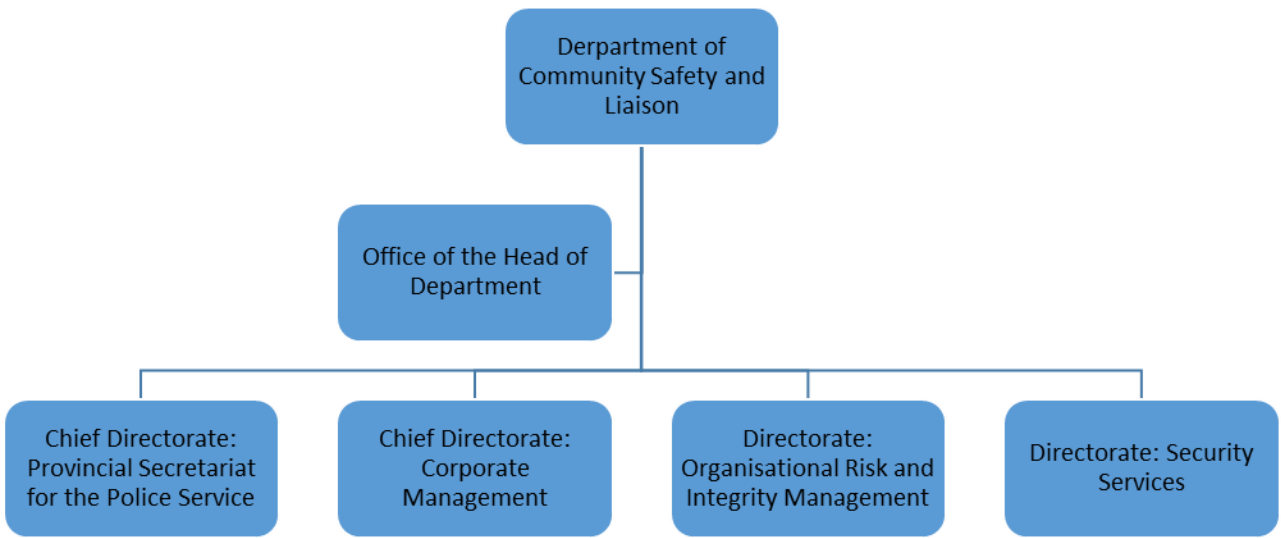 Derpartment of
Community Safety and
Liaison
Office of the Head of
Department
Chief Directorate:
Provincial Secretariat
for the Police Service
Chief Directorate:
Corporate
Management
Directorate:
Organisational Risk and
Integrity Management
Directorate: Security
Services